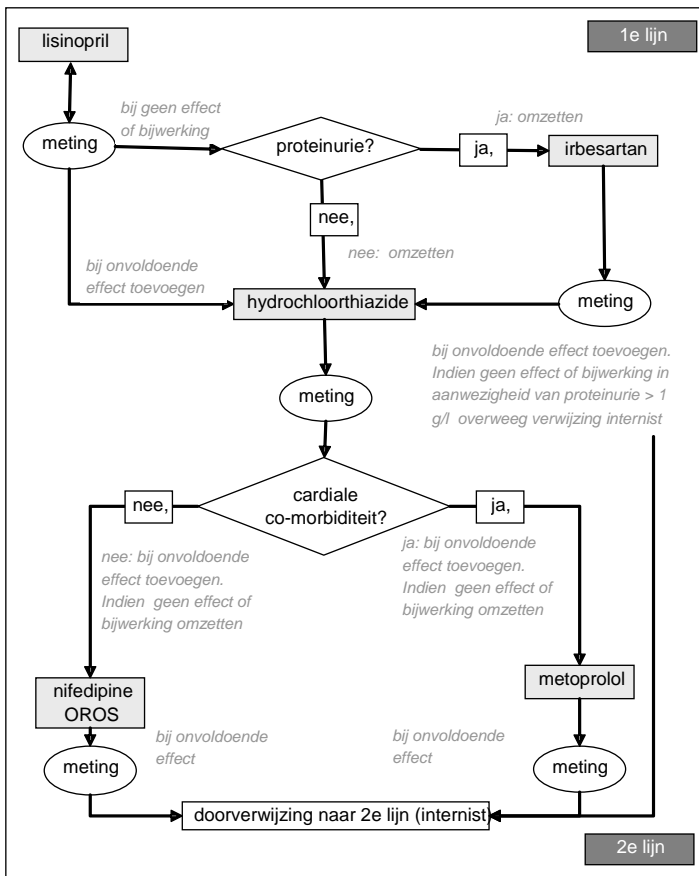 lisinopril
1e lijn
bij geen effect
of bijwerking
ja: omzetten
meting
proteinurie?
ja,
irbesartan
nee,
nee: omzetten
bij onvoldoende
effect toevoegen
hydrochloorthiazide
meting
bij onvoldoende effect toevoegen.
Indien geen effect of bijwerking in
aanwezigheid van proteinurie > 1
g/l overweeg verwijzing internist
meting
cardiale
co-morbiditeit?
nee,
ja,
nee: bij onvoldoende
effect toevoegen.
Indien geen effect of
bijwerking omzetten
ja: bij onvoldoende
effect toevoegen.
Indien geen effect of
bijwerking omzetten
nifedipine
OROS
metoprolol
bij onvoldoende
effect
bij onvoldoende
effect
meting
meting
doorverwijzing naar 2e lijn (internist)
2e lijn